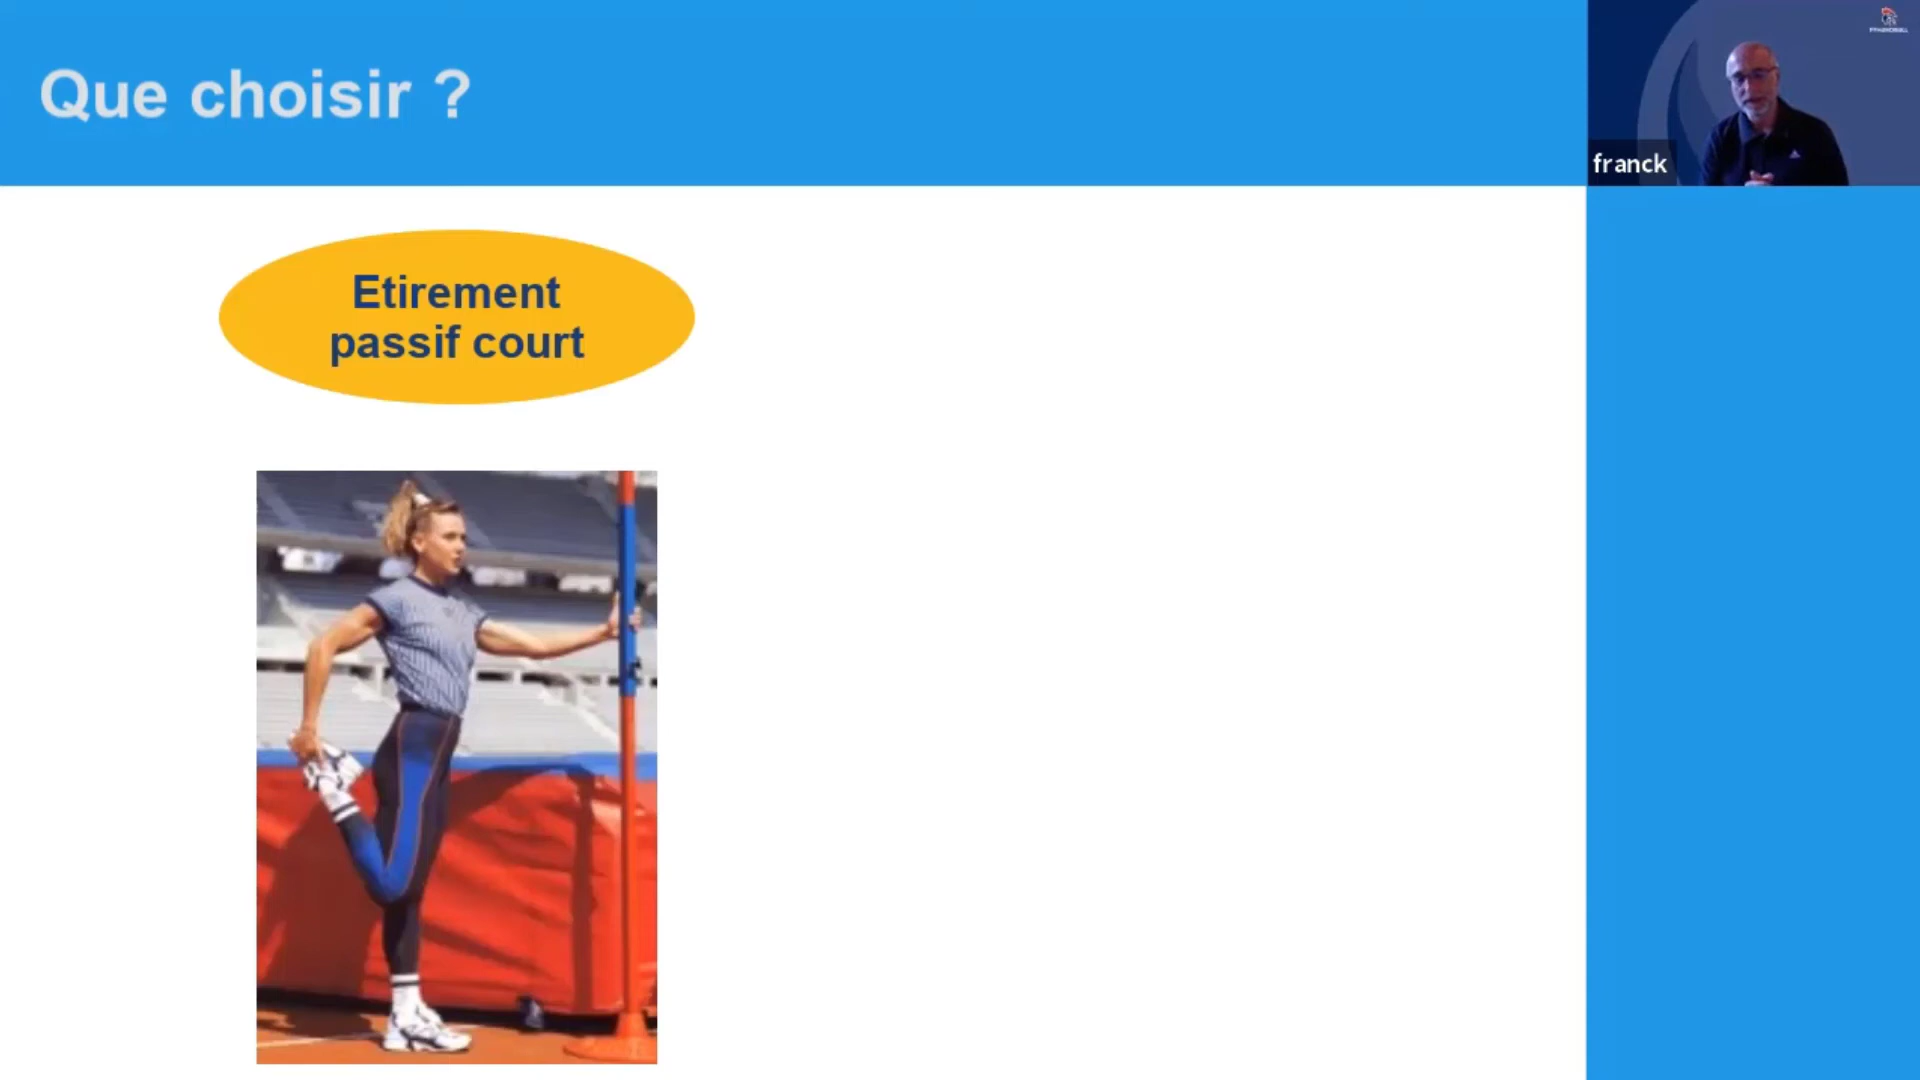 Que choisir ?
franck
Etirement
passif court